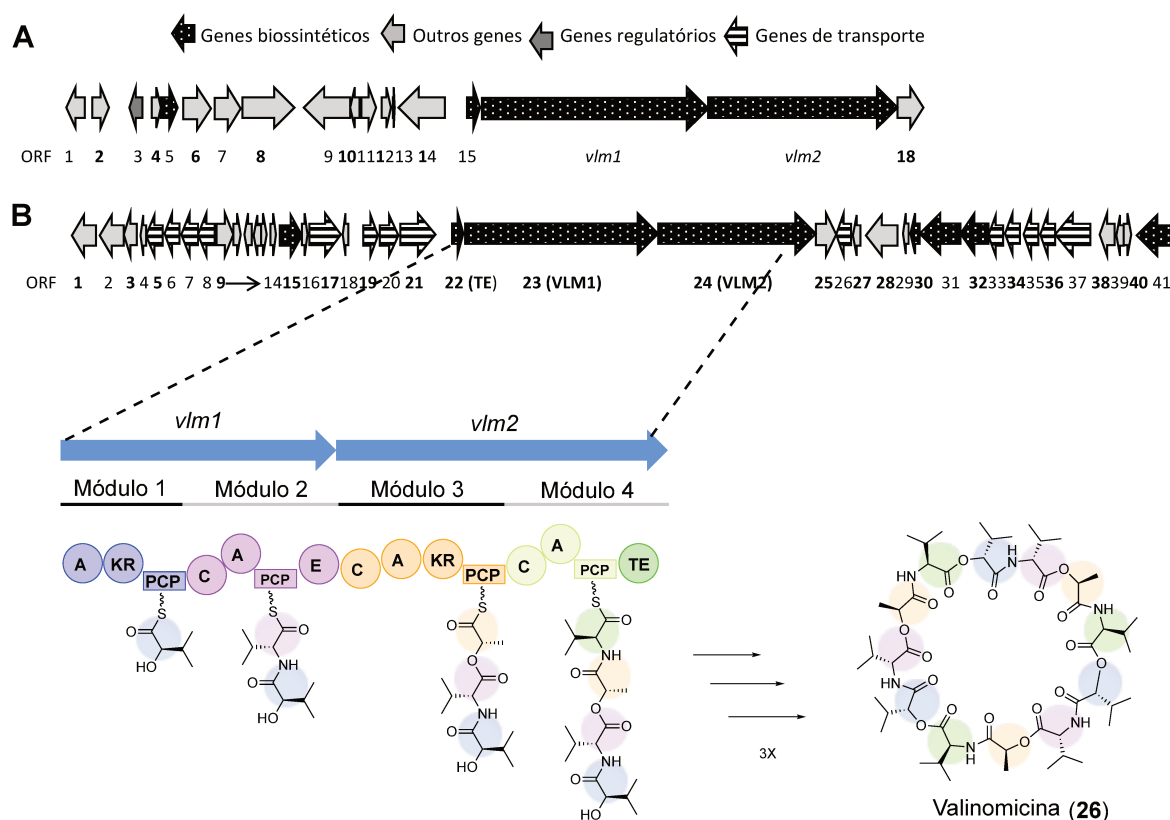 A
Genes biossintéticos Outros genes Genes regulatórios Genes de transporte
ORF 1 2 3 4 5 6 7 8 9 10 11 12 13 14 15 vlm1 vlm2 18
B
ORF 1 2 3 4 5 6 7 8 9 14 15 16 17 18 19 20 21 22 (TE) 23 (VLM1) 24 (VLM2) 25 26 27 28 29 30 31 32 33 34 35 36 37 38 39 40 41
vlm1 vlm2
Módulo 1 Módulo 2 Módulo 3 Módulo 4
A KR PCP C A PCP E C A KR PCP C A PCP TE
S S S S
O O O O
HO NH O NH O
O O O O
HO NH NH
O O
HO NH
O
HO
3X
O O NH O O NH O O NH O O NH O O NH O O NH O O
Valinomicina (26)